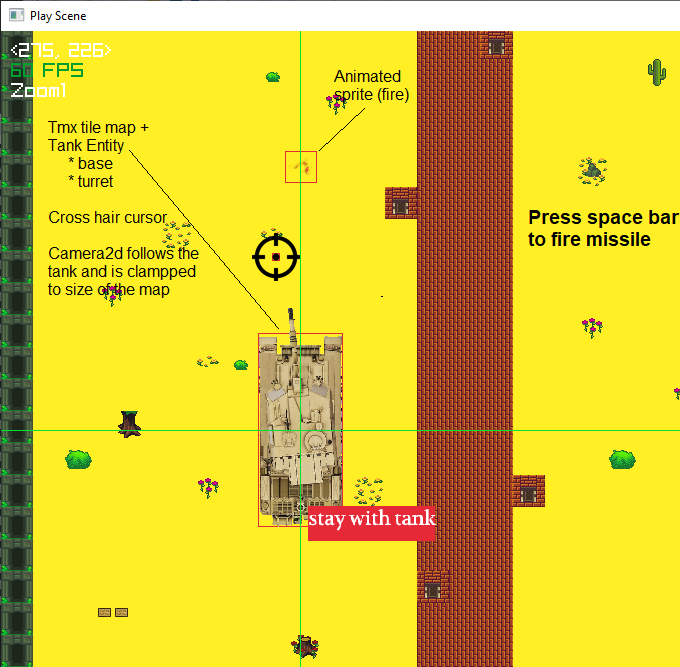 Play Scene
<275, 226>
60 FPS
Zoom1
Animated
sprite (fire)
Tmx tile map +
Tank Entity
* base
* turret
Cross hair cursor
Camera2d follows the
tank and is clampped
to size of the map
Press space bar
to fire missile
stay with tank